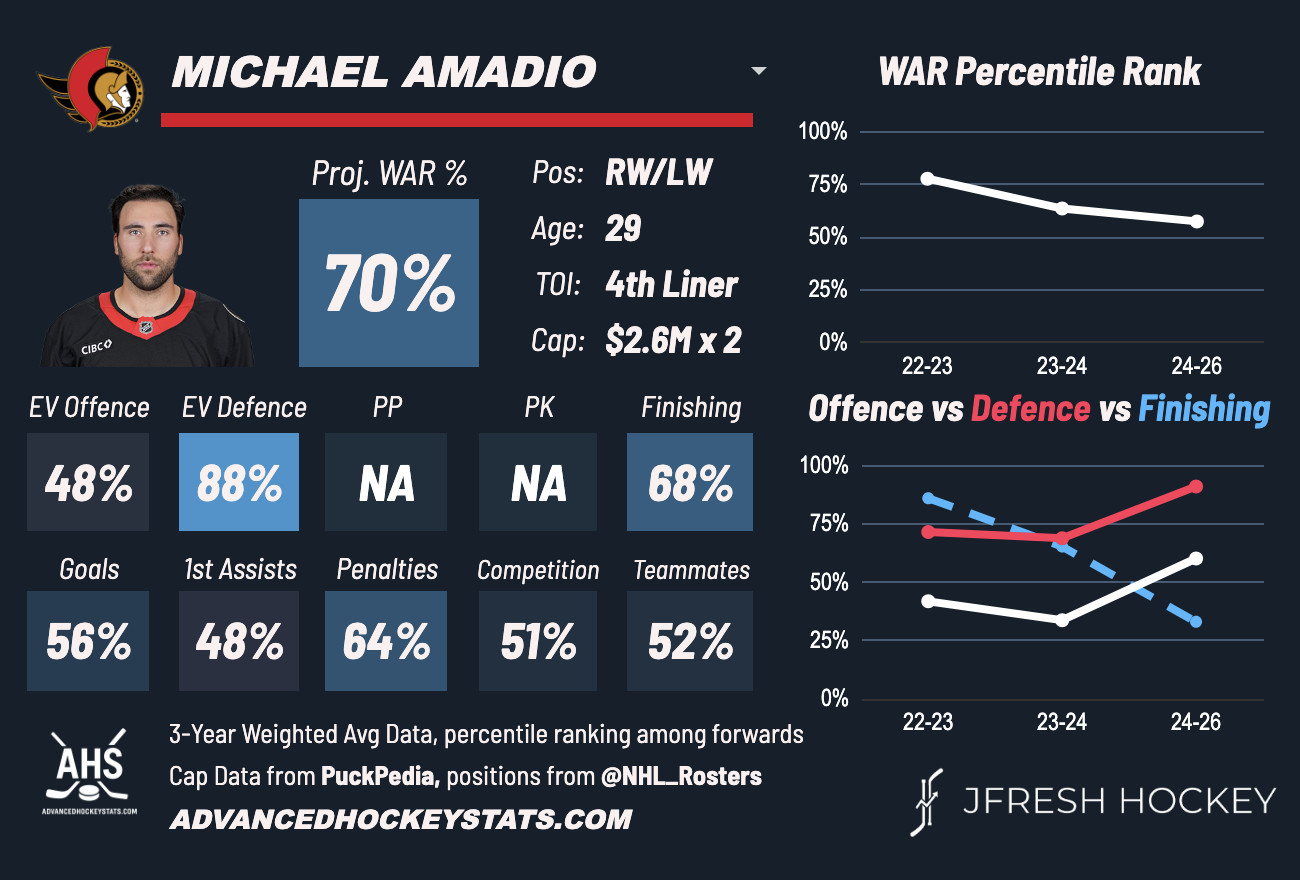 MICHAEL AMADIO
Proj. WAR %
70%
Pos: RW/LW
Age: 29
TOI: 4th Liner
Cap: $2.6M x 2
CIBC
EV Offence EV Defence PP PK Finishing
48% 88% NA NA 68%
Goals 1st Assists Penalties Competition Teammates
56% 48% 64% 51% 52%
WAR Percentile Rank
100%
75%
50%
25%
0%
22-23 23-24 24-26
Offence vs Defence vs Finishing
100%
75%
50%
25%
0%
22-23 23-24 24-26
AHS
ADVANCEDHOCKEYSTATS.COM
3-Year Weighted Avg Data, percentile ranking among forwards
Cap Data from PuckPedia, positions from @NHL_Rosters
ADVANCEDHOCKEYSTATS.COM
JFRESH HOCKEY